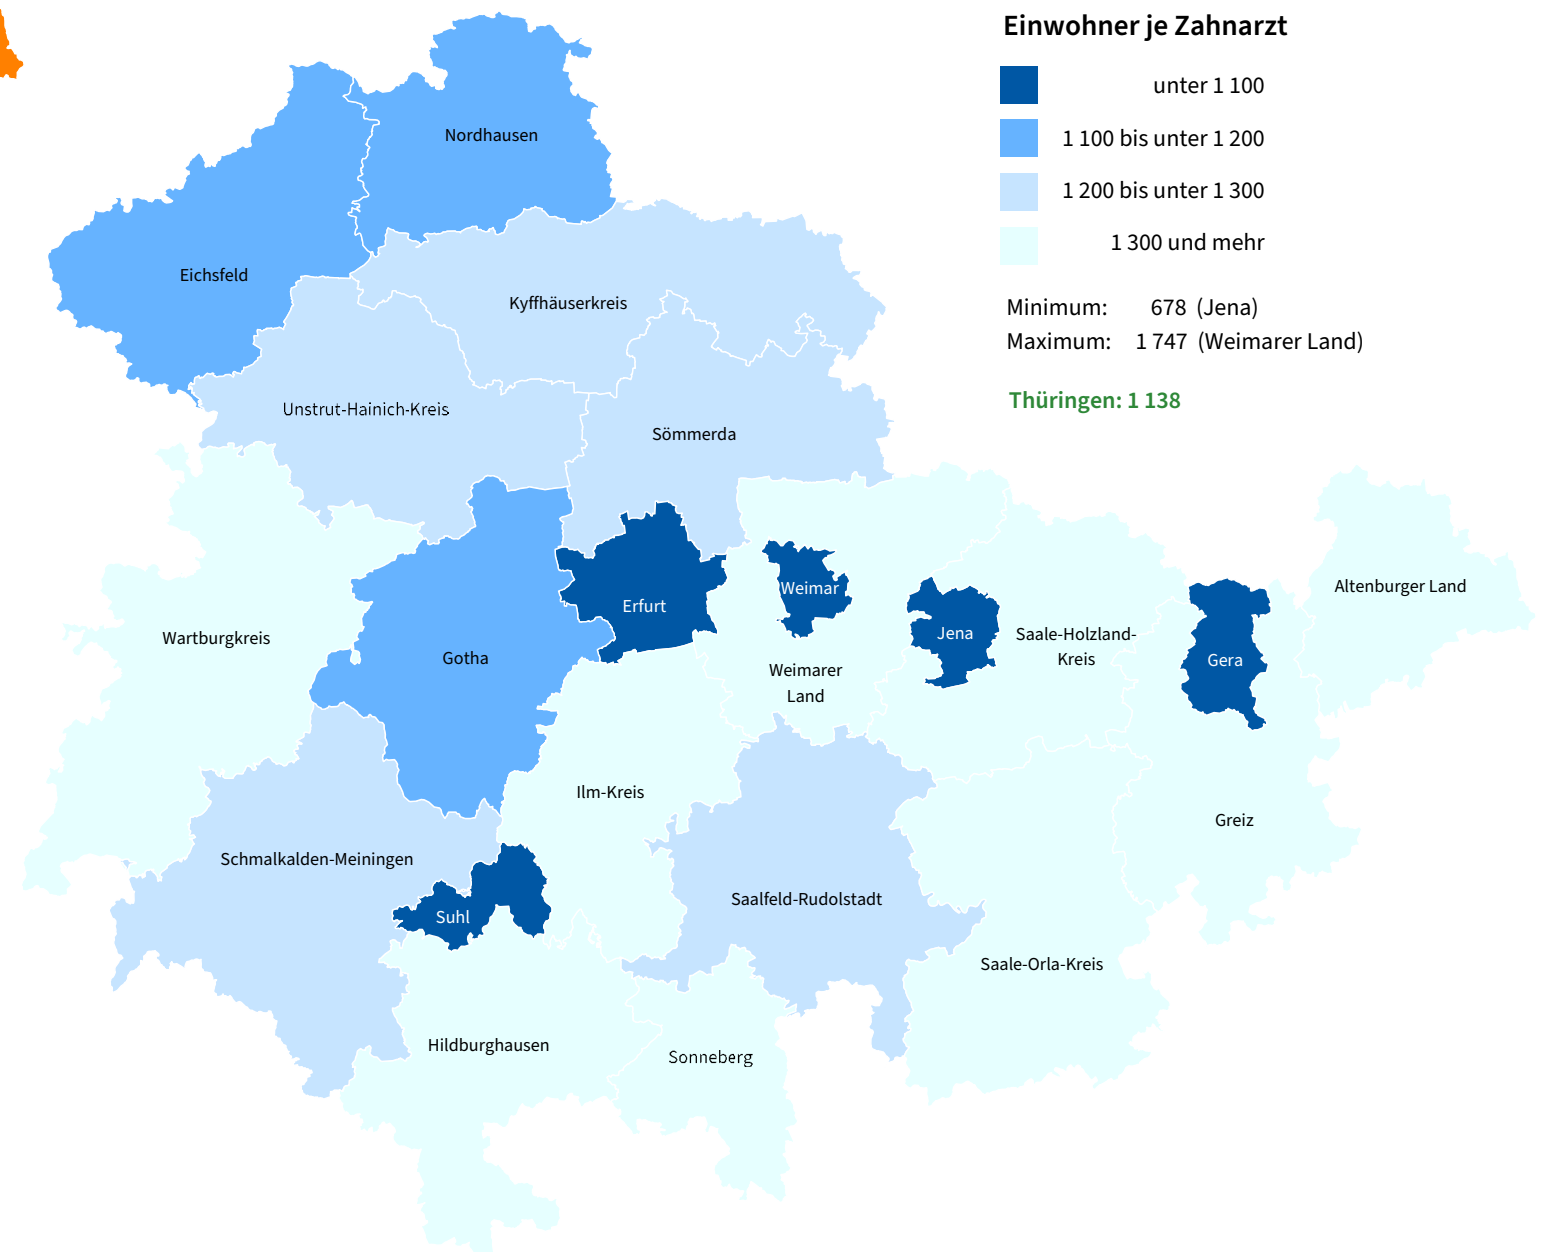 Einwohner je Zahnarzt
unter 1 100
1 100 bis unter 1 200
1 200 bis unter 1 300
1 300 und mehr
Minimum: 678 (Jena)
Maximum: 1 747 (Weimarer Land)
Thüringen: 1 138
Nordhausen
Eichsfeld
Kyffhäuserkreis
Unstrut-Hainich-Kreis
Sömmerda
Wartburgkreis
Gotha
Erfurt
Weimar
Weimarer
Land
Jena
Saale-Holzland-
Kreis
Gera
Altenburger Land
Ilm-Kreis
Greiz
Schmalkalden-Meiningen
Suhl
Saalfeld-Rudolstadt
Saale-Orla-Kreis
Hildburghausen
Sonneberg